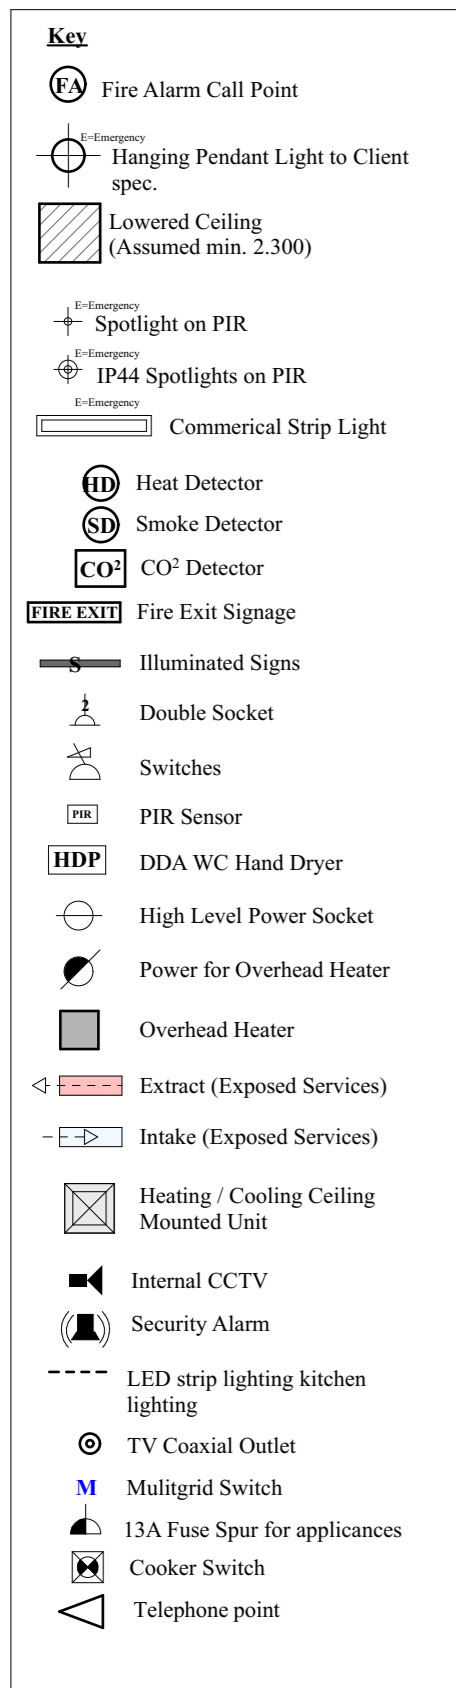 Key
FA Fire Alarm Call Point
E=Emergency
Hanging Pendant Light to Client
spec.
Lowered Ceiling
(Assumed min. 2.300)
E=Emergency
Spotlight on PIR
E=Emergency
IP44 Spotlights on PIR
E=Emergency
Commerical Strip Light
HD Heat Detector
SD Smoke Detector
CO² CO² Detector
FIRE EXIT Fire Exit Signage
S Illuminated Signs
2 Double Socket
Switches
PIR PIR Sensor
HDP DDA WC Hand Dryer
High Level Power Socket
Power for Overhead Heater
Overhead Heater
Extract (Exposed Services)
Intake (Exposed Services)
Heating / Cooling Ceiling
Mounted Unit
Internal CCTV
Security Alarm
LED strip lighting kitchen
lighting
TV Coaxial Outlet
M Mulitgrid Switch
13A Fuse Spur for applicances
Cooker Switch
Telephone point